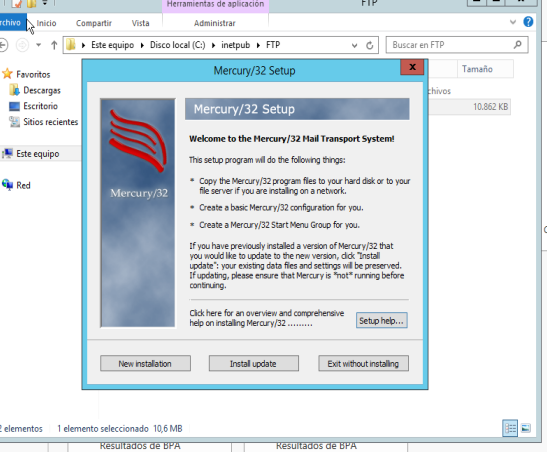 Herramientas de aplicación
FTP
Archivo Inicio Compartir Vista Administrar
Este equipo Disco local (C:) inetpub FTP
Buscar en FTP
Favoritos
Descargas
Escritorio
Sitios recientes
Este equipo
Red
Tamaño
chivos
10.862 KB
Mercury/32 Setup
X
Mercury/32
Mercury/32 Setup
Welcome to the Mercury/32 Mail Transport System!
This setup program will do the following things:
* Copy the Mercury/32 program files to your hard disk or to your
file server if you are installing on a network.
* Create a basic Mercury/32 configuration for you.
* Create a Mercury/32 Start Menu Group for you.
If you have previously installed a version of Mercury/32 that
you would like to update to the new version, click "Install
update": your existing data files and settings will be preserved.
If updating, please ensure that Mercury is *not* running before
continuing.
Click here for an overview and comprehensive
help on installing Mercury/32 .........
Setup help...
New installation Install update Exit without installing
2 elementos 1 elemento seleccionado 10,6 MB
Resultados de BPA Resultados de BPA